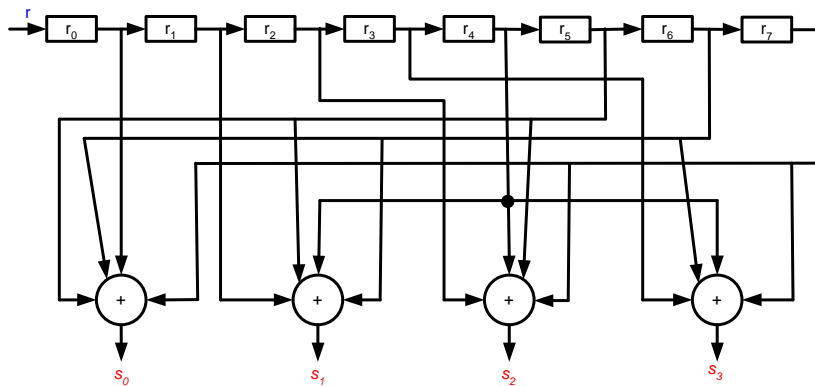 r
r₀ r₁ r₂ r₃ r₄ r₅ r₆ r₇
+ + + +
s₀ s₁ s₂ s₃